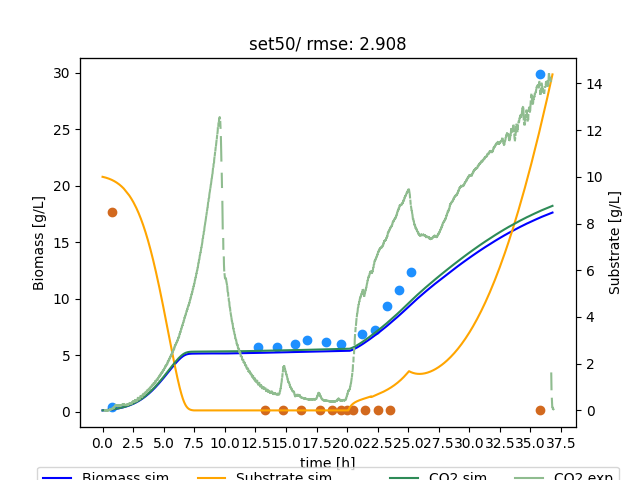 set50/ rmse: 2.908
30
25
20
15
10
5
0
Biomass [g/L]
14
12
10
8
6
4
2
0
Substrate [g/L]
0.0 2.5 5.0 7.5 10.0 12.5 15.0 17.5 20.0 22.5 25.0 27.5 30.0 32.5 35.0 37.5
time [h]
Biomass sim Substrate sim CO2 sim CO2 exp